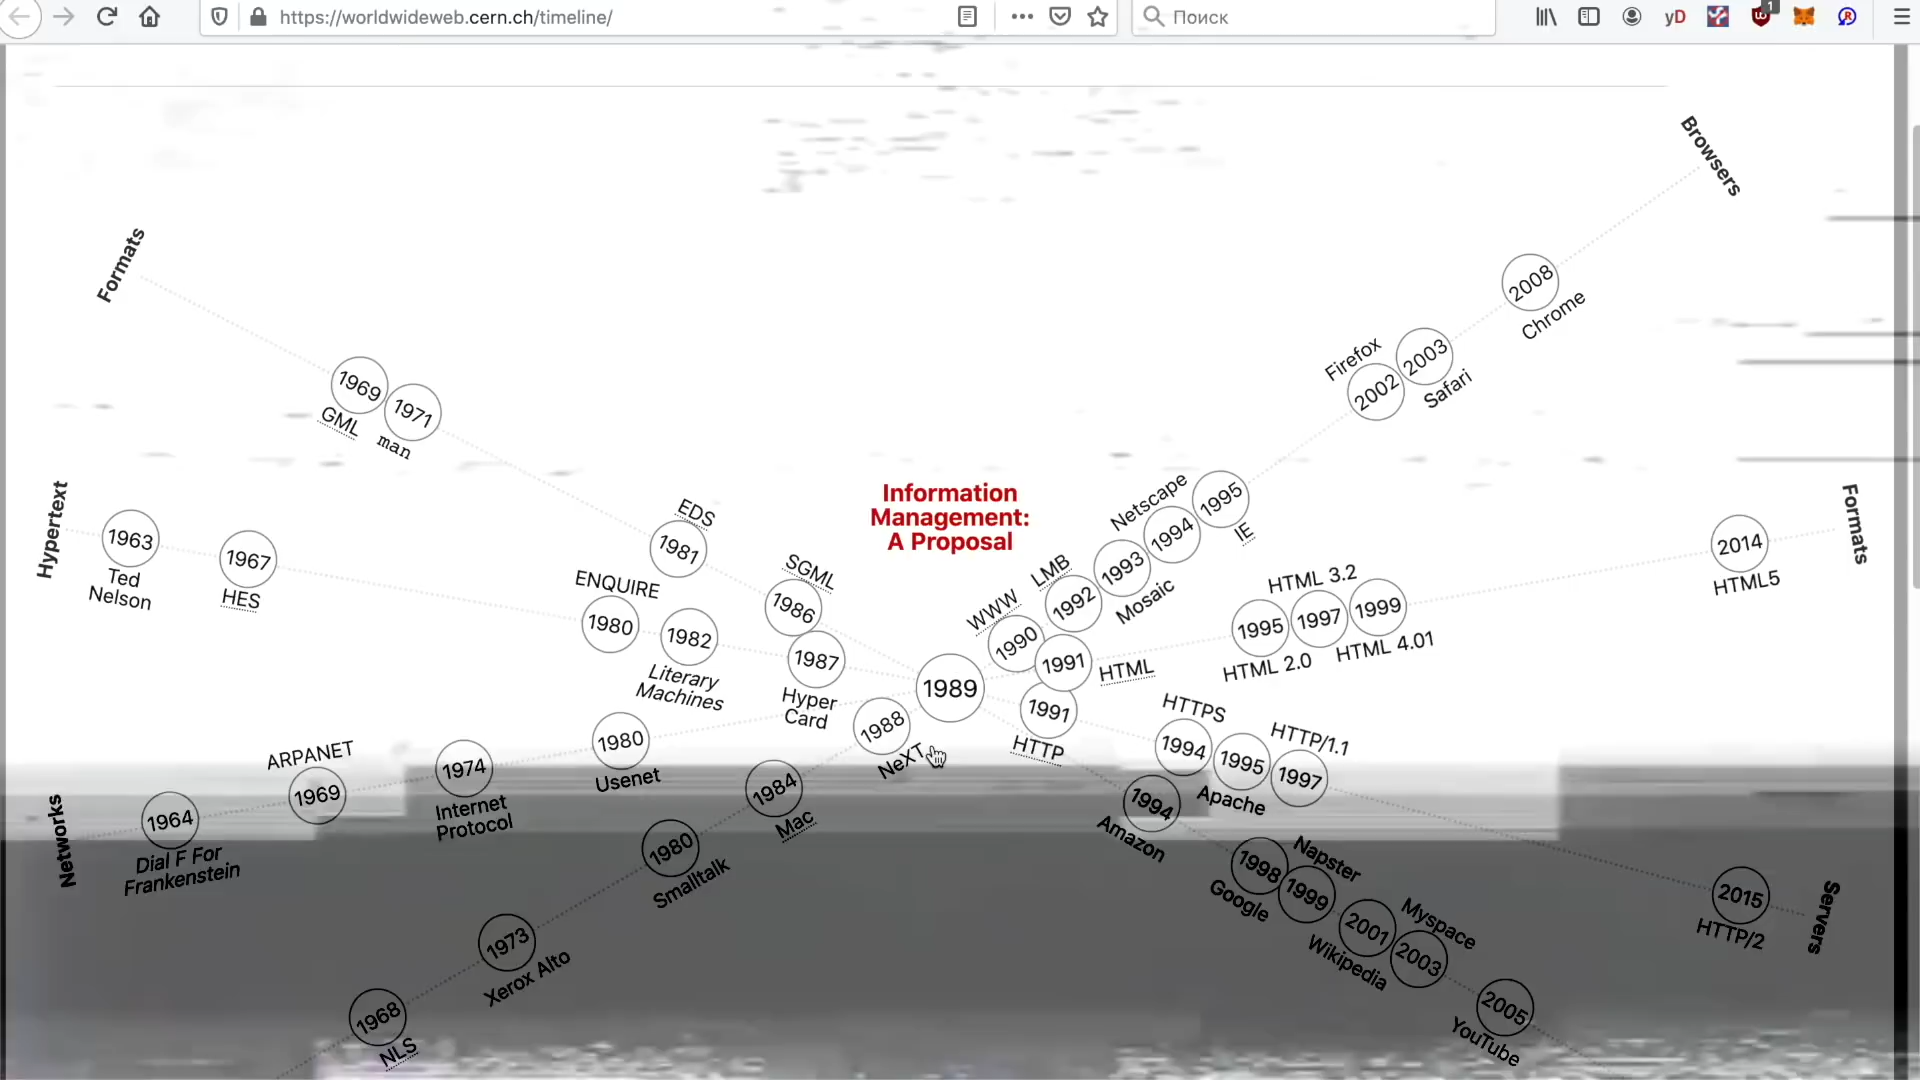 https://worldwideweb.cern.ch/timeline/
Поиск
yD
1
Browsers
Formats
2008
Chrome
Firefox
2003
2002
Safari
1969
1971
GML
man
Netscape
1995
1994
IE
Information
Management:
A Proposal
Hypertext
Formats
EDS
1981
1963
Ted
Nelson
1967
HES
2014
HTML5
ENQUIRE
1980
SGML
1986
LMB
1993
Mosaic
1992
WWW
1990
HTML 3.2
1995
1997
1999
HTML 2.0
HTML 4.01
1982
Literary
Machines
1987
Hyper
Card
1989
1991
HTML
1991
HTTP
1988
NeXT
HTTPS
1994
HTTP/1.1
1995
1997
Apache
ARPANET
1969
1974
Internet
Protocol
1980
Usenet
1984
Mac
1994
Amazon
Networks
1964
Dial F For
Frankenstein
1980
Smalltalk
1998
Google
Napster
1999
2001
Wikipedia
Myspace
2003
2015
HTTP/2
Servers
1973
Xerox Alto
1968
NLS
2005
YouTube